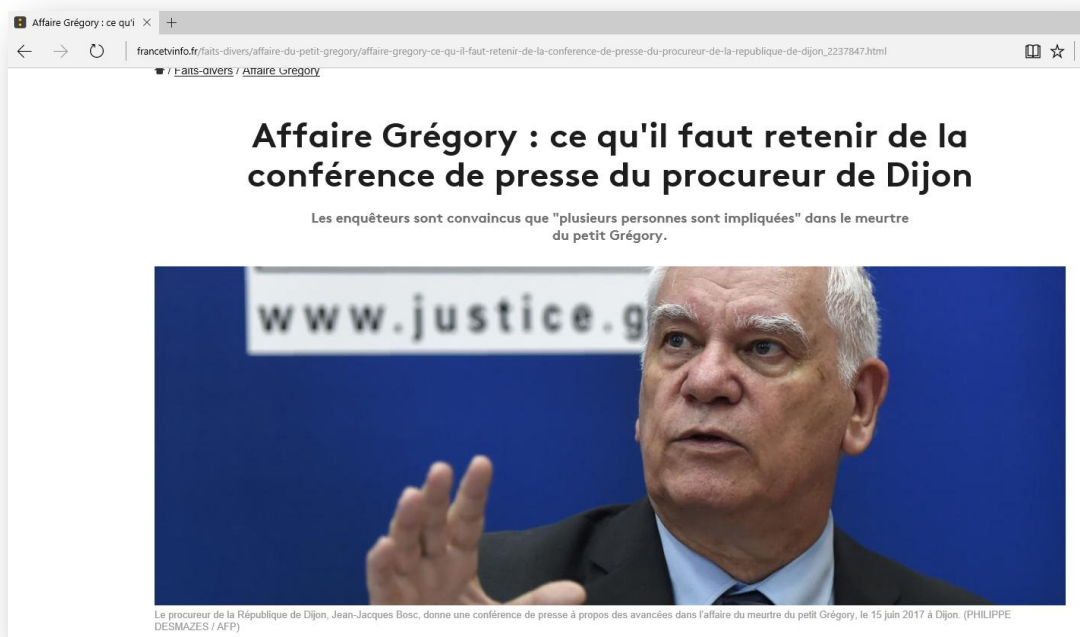 Affaire Grégory : ce qu'i
francetvinfo.fr/faits-divers/affaire-du-petit-gregory/affaire-gregory-ce-qu-il-faut-retenir-de-la-conference-de-presse-du-procureur-de-la-republique-de-dijon_2237847.html
/ Faits-divers / Affaire Grégory
Affaire Grégory : ce qu'il faut retenir de la
conférence de presse du procureur de Dijon
Les enquêteurs sont convaincus que "plusieurs personnes sont impliquées" dans le meurtre
du petit Grégory.
www.justice.g
Le procureur de la République de Dijon, Jean-Jacques Bosc, donne une conférence de presse à propos des avancées dans l'affaire du meurtre du petit Grégory, le 15 juin 2017 à Dijon. (PHILIPPE
DESMAZES / AFP)